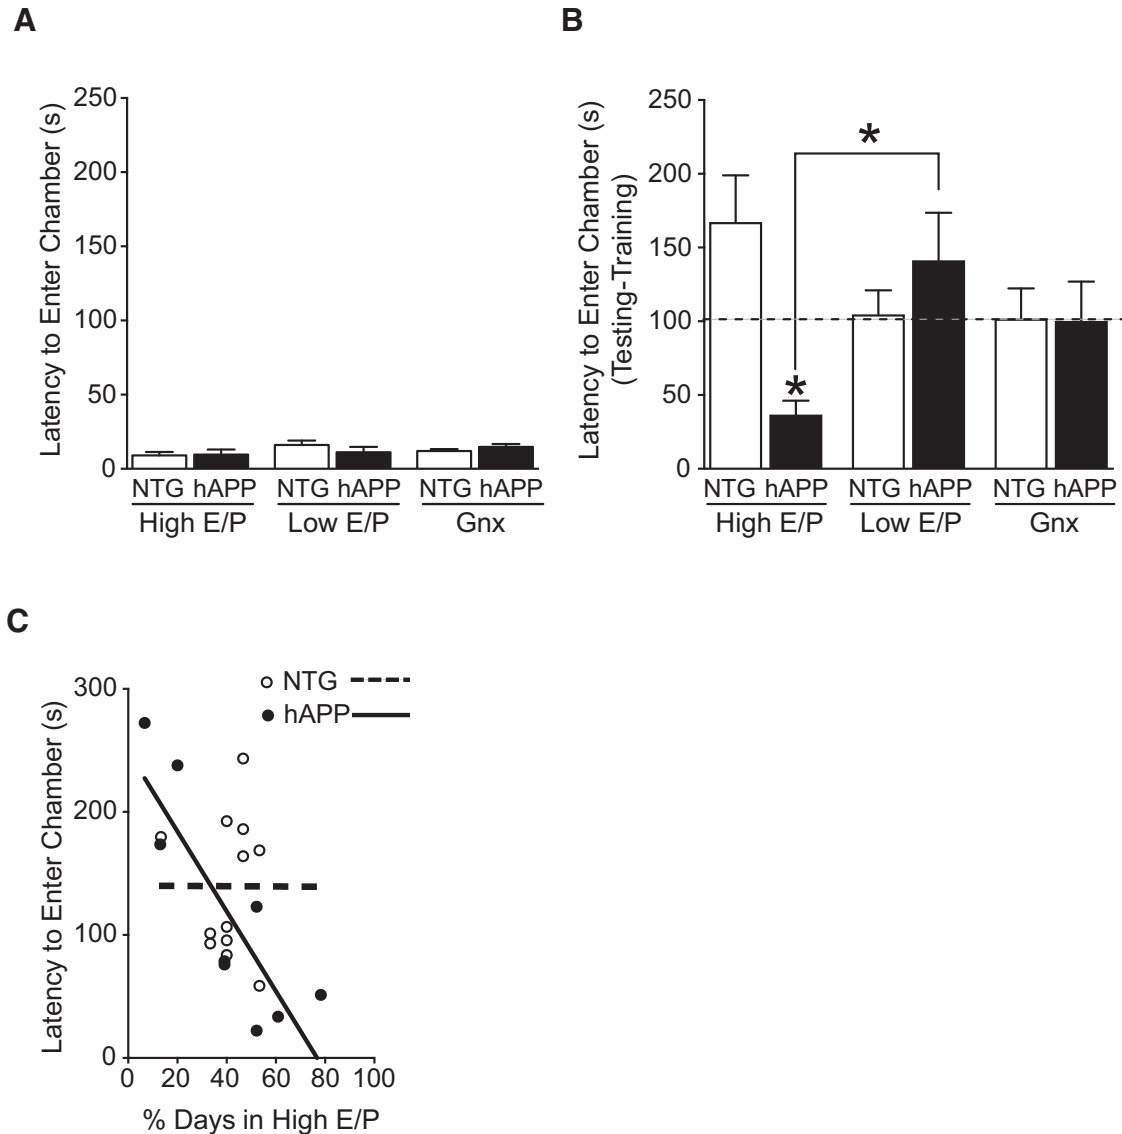 A
Latency to Enter Chamber (s)
250
200
150
100
50
0
NTG hAPP NTG hAPP NTG hAPP
High E/P Low E/P Gnx
B
Latency to Enter Chamber (s)
(Testing-Training)
250
200
150
100
50
0
*
*
NTG hAPP NTG hAPP NTG hAPP
High E/P Low E/P Gnx
C
Latency to Enter Chamber (s)
300
200
100
0
NTG
hAPP
0 20 40 60 80 100
% Days in High E/P